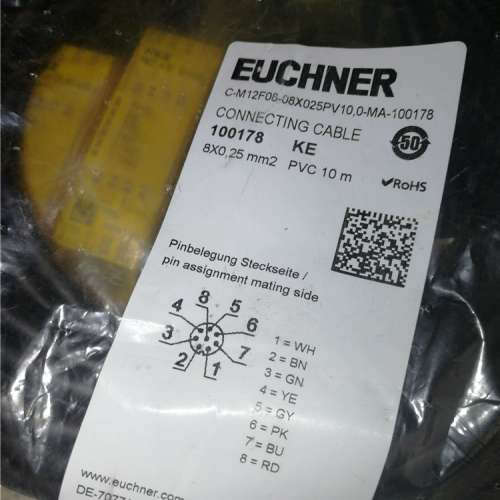 EUCHNER
C-M12F08-08X025PV10,0-MA-100178
CONNECTING CABLE
100178 KE
8X0,25 mm2 PVC 10 m
50
✔RoHS
Pinbelegung Steckseite /
pin assignment mating side
8 5
4 6
3 7
2 1
1 = WH
2 = BN
3 = GN
4 = YE
5 = GY
6 = PK
7 = BU
8 = RD
www.euchner.com